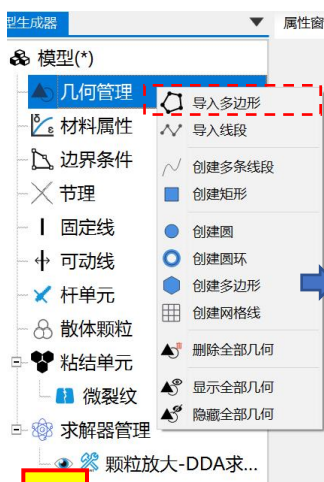 型生成器
属性窗
模型(*)
几何管理
材料属性
边界条件
节理
固定线
可动线
杆单元
散体颗粒
粘结单元
微裂纹
求解器管理
颗粒放大-DDA求...
导入多边形
导入线段
创建多条线段
创建矩形
创建圆
创建圆环
创建多边形
创建网格线
删除全部几何
显示全部几何
隐藏全部几何